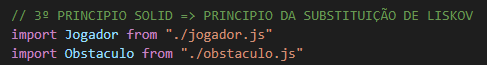 // 3º PRINCIPIO SOLID => PRINCIPIO DA SUBSTITUIÇÃO DE LISKOV
import Jogador from "./jogador.js"
import Obstaculo from "./obstaculo.js"